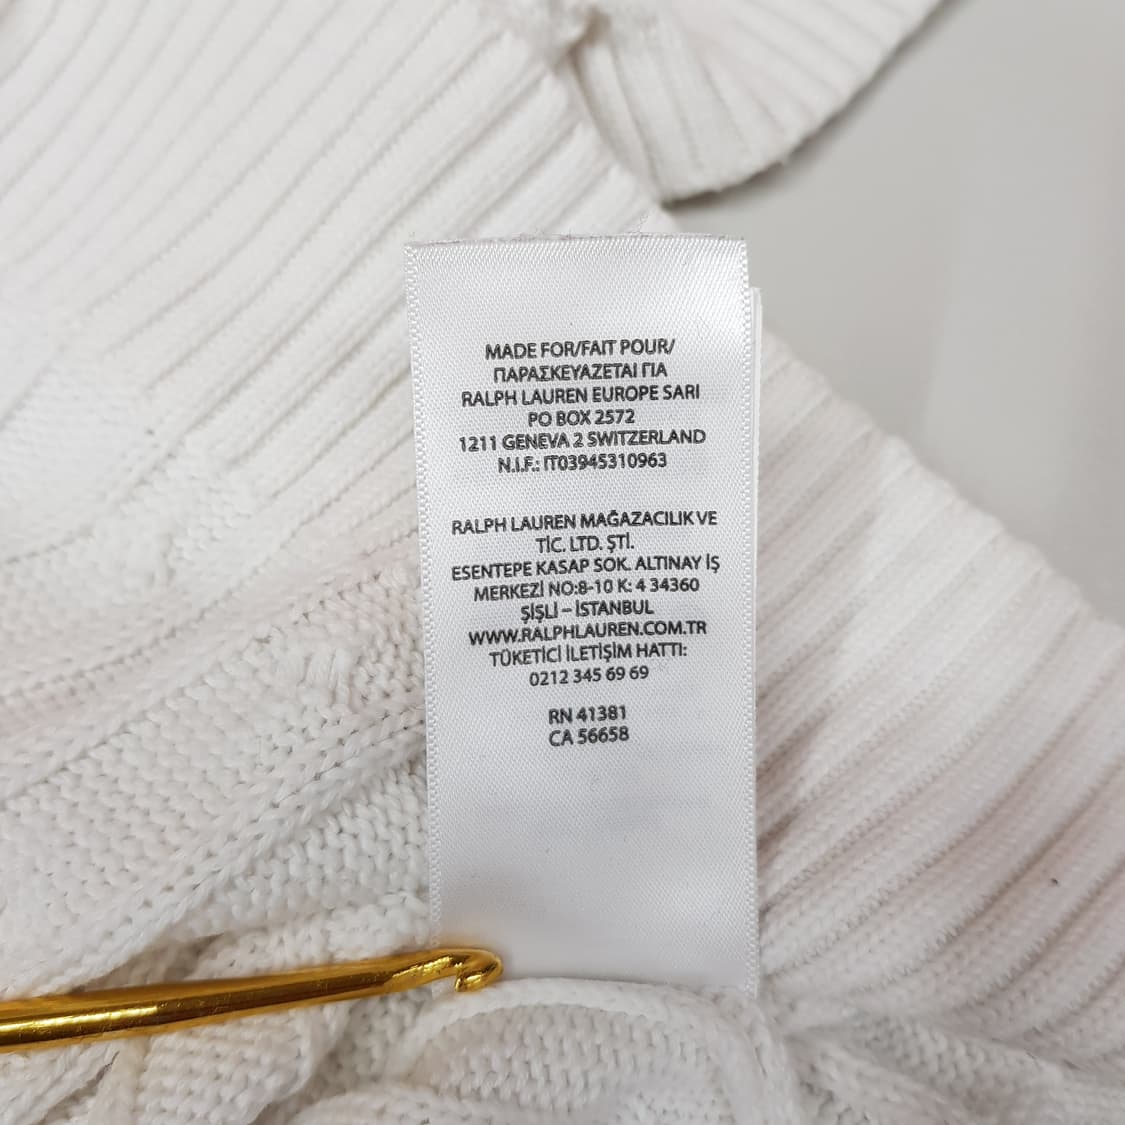 MADE FOR/FAIT POUR/
ΠΑΡΑΣΚΕΥΑΖΕΤΑΙ ΓΙΑ
RALPH LAUREN EUROPE SARI
PO BOX 2572
1211 GENEVA 2 SWITZERLAND
N.I.F.: IT03945310963
RALPH LAUREN MAĞAZACILIK VE
TİC. LTD. ŞTİ.
ESENTEPE KASAP SOK. ALTINAY İŞ
MERKEZİ NO:8-10 K: 4 34360
ŞİŞLİ – İSTANBUL
WWW.RALPHLAUREN.COM.TR
TÜKETİCİ İLETİŞİM HATTI:
0212 345 69 69
RN 41381
CA 56658